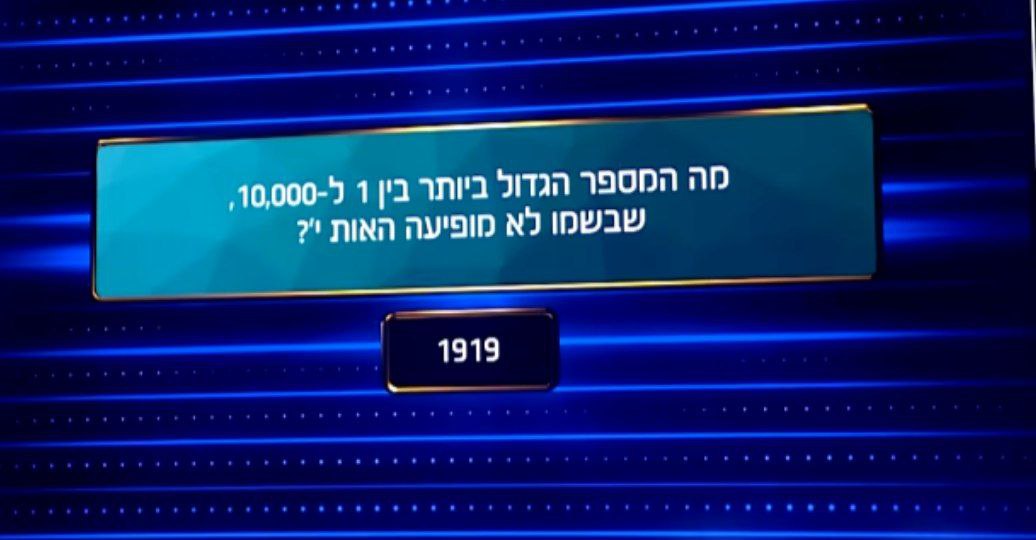 מה המספר הגדול ביותר בין 1 ל-10,000,
שבשמו לא מופיעה האות י'?
1919